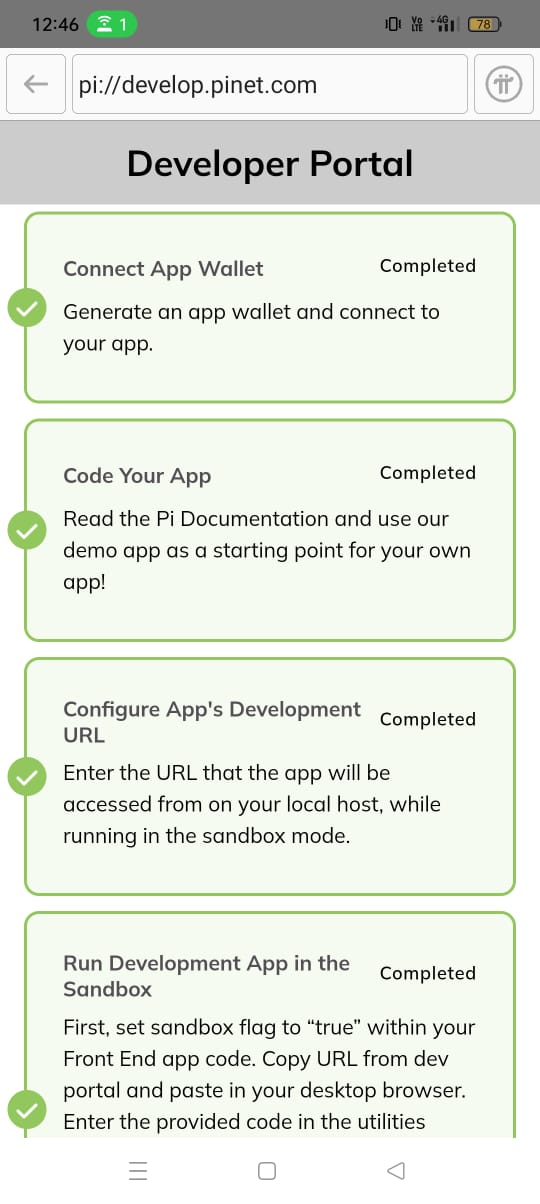 12:46 1 Vo LTE 4G 78
pi://develop.pinet.com
Developer Portal
Connect App Wallet
Completed
Generate an app wallet and connect to
your app.
Code Your App
Completed
Read the Pi Documentation and use our
demo app as a starting point for your own
app!
Configure App's Development
URL
Completed
Enter the URL that the app will be
accessed from on your local host, while
running in the sandbox mode.
Run Development App in the
Sandbox
Completed
First, set sandbox flag to “true” within your
Front End app code. Copy URL from dev
portal and paste in your desktop browser.
Enter the provided code in the utilities